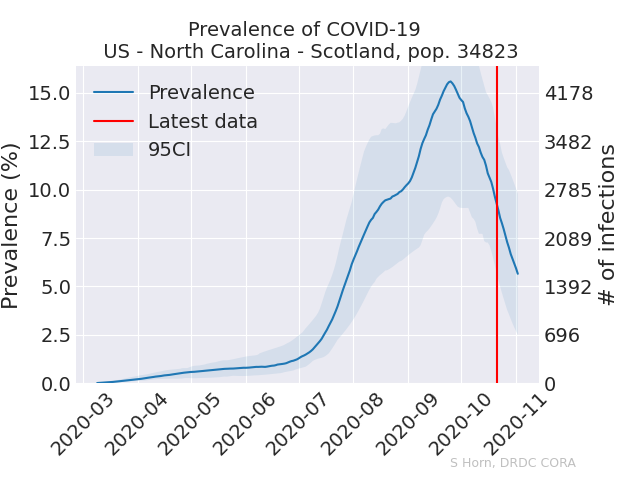 Prevalence of COVID-19
US - North Carolina - Scotland, pop. 34823
Prevalence (%)
15.0
12.5
10.0
7.5
5.0
2.5
0.0
Prevalence
Latest data
95CI
4178
3482
2785
2089
1392
696
0
# of infections
2020-03
2020-04
2020-05
2020-06
2020-07
2020-08
2020-09
2020-10
2020-11
S Horn, DRDC CORA